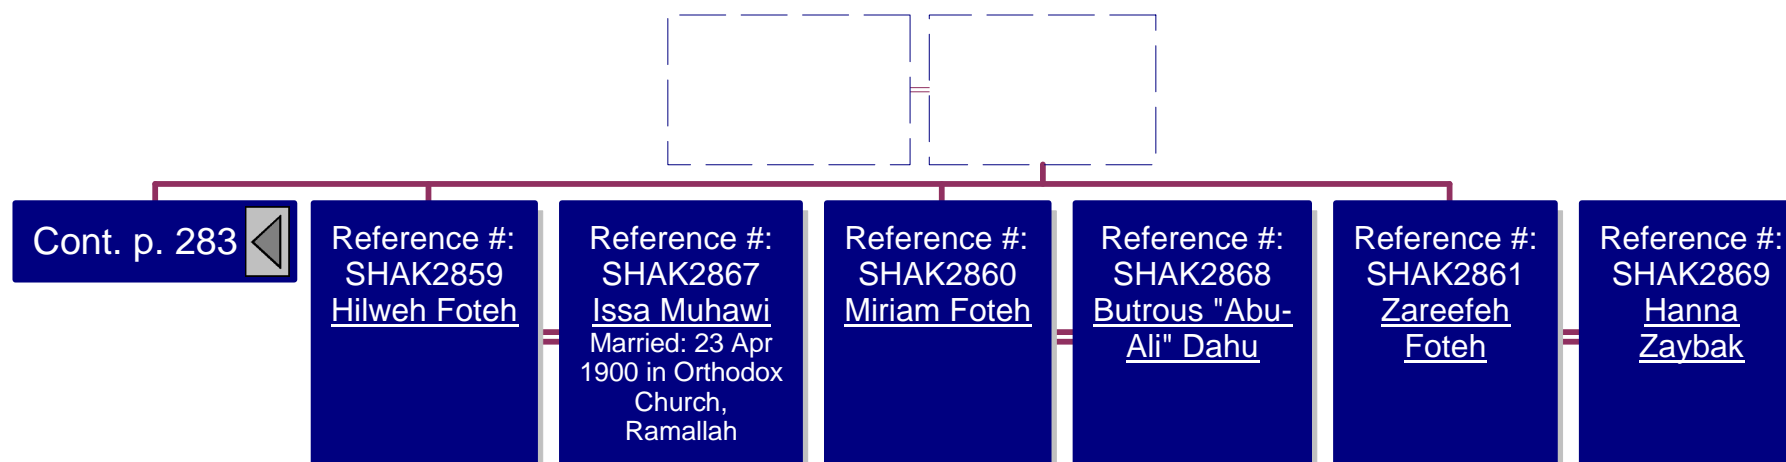 Cont. p. 283
Reference #:
SHAK2859
Hilweh Foteh
Reference #:
SHAK2867
Issa Muhawi
Married: 23 Apr
1900 in Orthodox
Church,
Ramallah
Reference #:
SHAK2860
Miriam Foteh
Reference #:
SHAK2868
Butrous "Abu-
Ali" Dahu
Reference #:
SHAK2861
Zareefeh
Foteh
Reference #:
SHAK2869
Hanna
Zaybak